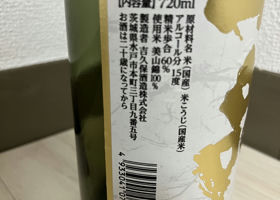 [内容量]720ml
原材料名 米(国産) 米こうじ(国産米)
アルコール分 15度
精米歩合 60%
使用米 美山錦100%
製造者 吉久保酒造株式会社
茨城県水戸市本町三丁目九番五号
お酒は二十歳になってから
4 933041 07